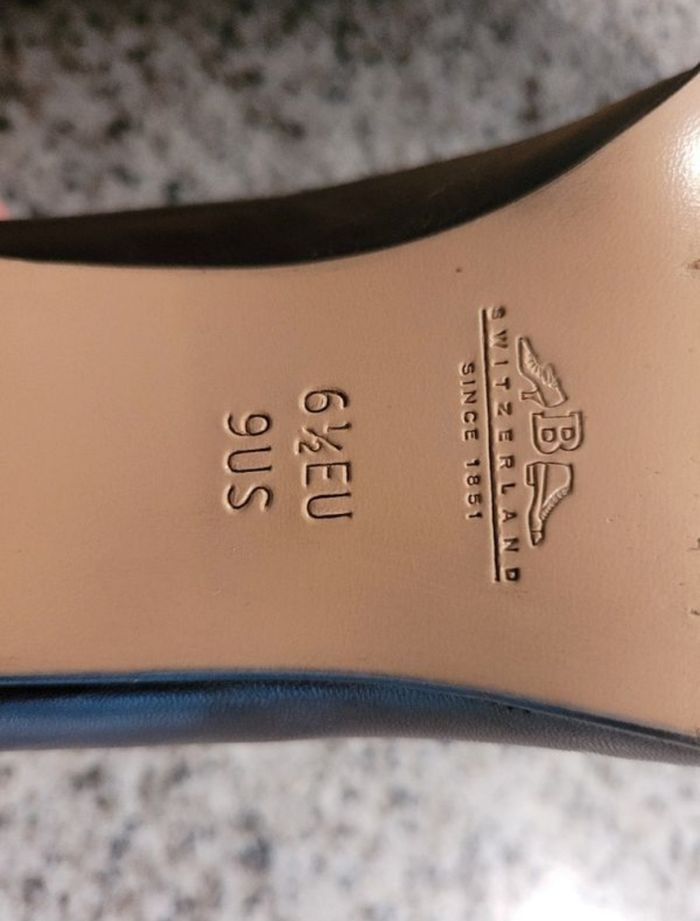 B
SWITZERLAND
SINCE 1851
6½EU
9US